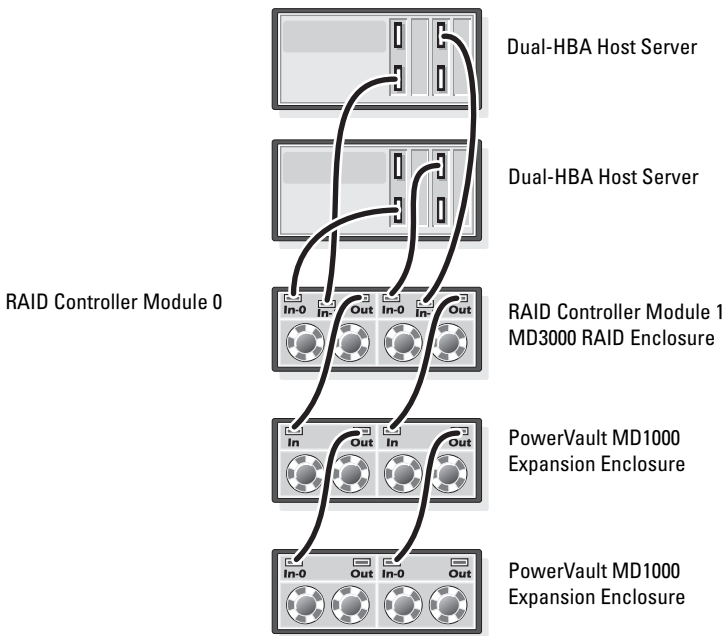 Dual-HBA Host Server
Dual-HBA Host Server
RAID Controller Module 0
In-0 In- Out In-0 In- Out
RAID Controller Module 1
MD3000 RAID Enclosure
In Out In Out
PowerVault MD1000
Expansion Enclosure
In-0 Out In-0 Out
PowerVault MD1000
Expansion Enclosure